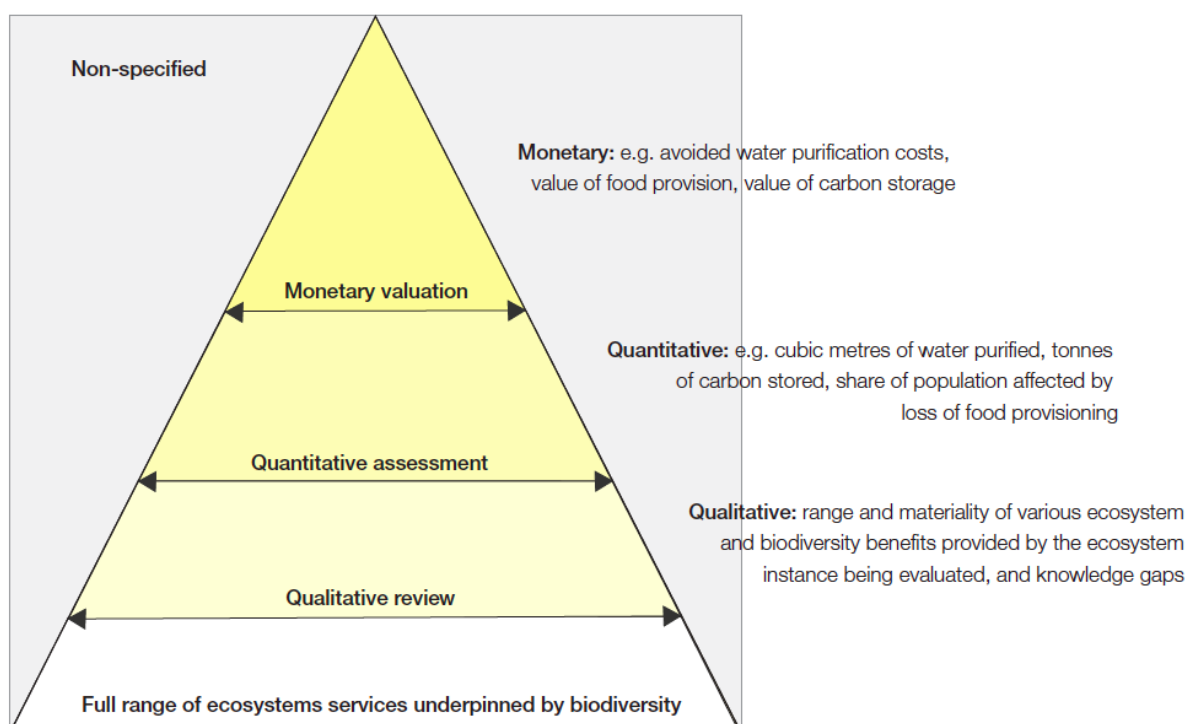 Non-specified
Monetary: e.g. avoided water purification costs,
value of food provision, value of carbon storage
Monetary valuation
Quantitative: e.g. cubic metres of water purified, tonnes
of carbon stored, share of population affected by
loss of food provisioning
Quantitative assessment
Qualitative: range and materiality of various ecosystem
and biodiversity benefits provided by the ecosystem
instance being evaluated, and knowledge gaps
Qualitative review
Full range of ecosystems services underpinned by biodiversity